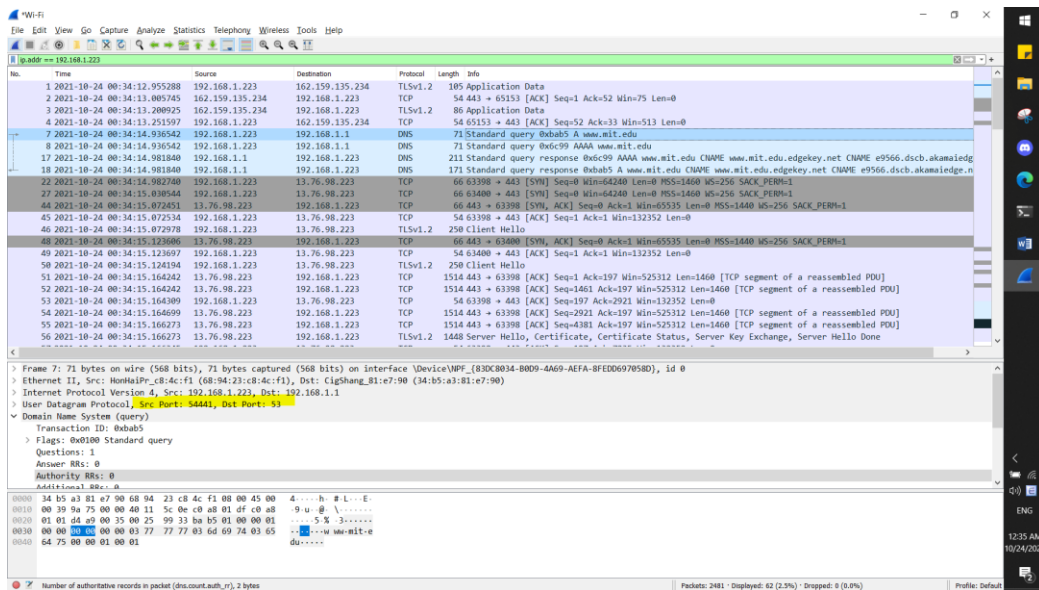 *Wi-Fi
File Edit View Go Capture Analyze Statistics Telephony Wireless Tools Help
ip.addr == 192.168.1.223
No. Time Source Destination Protocol Length Info
1 2021-10-24 00:34:12.955288 192.168.1.223 162.159.135.234 TLSv1.2 105 Application Data
2 2021-10-24 00:34:13.005745 162.159.135.234 192.168.1.223 TCP 54 443 → 65153 [ACK] Seq=1 Ack=52 Win=75 Len=0
3 2021-10-24 00:34:13.200925 162.159.135.234 192.168.1.223 TLSv1.2 86 Application Data
4 2021-10-24 00:34:13.251597 192.168.1.223 162.159.135.234 TCP 54 65153 → 443 [ACK] Seq=52 Ack=33 Win=513 Len=0
7 2021-10-24 00:34:14.936542 192.168.1.223 192.168.1.1 DNS 71 Standard query 0xbab5 A www.mit.edu
8 2021-10-24 00:34:14.936542 192.168.1.223 192.168.1.1 DNS 71 Standard query 0x6c99 AAAA www.mit.edu
17 2021-10-24 00:34:14.981840 192.168.1.1 192.168.1.223 DNS 211 Standard query response 0x6c99 AAAA www.mit.edu CNAME www.mit.edu.edgekey.net CNAME e9566.dscb.akamaiedg
18 2021-10-24 00:34:14.981840 192.168.1.1 192.168.1.223 DNS 171 Standard query response 0xbab5 A www.mit.edu CNAME www.mit.edu.edgekey.net CNAME e9566.dscb.akamaiedge.n
22 2021-10-24 00:34:14.982740 192.168.1.223 13.76.98.223 TCP 66 63398 → 443 [SYN] Seq=0 Win=64240 Len=0 MSS=1460 WS=256 SACK_PERM=1
27 2021-10-24 00:34:15.030544 192.168.1.223 13.76.98.223 TCP 66 63400 → 443 [SYN] Seq=0 Win=64240 Len=0 MSS=1460 WS=256 SACK_PERM=1
44 2021-10-24 00:34:15.072451 13.76.98.223 192.168.1.223 TCP 66 443 → 63398 [SYN, ACK] Seq=0 Ack=1 Win=65535 Len=0 MSS=1440 WS=256 SACK_PERM=1
45 2021-10-24 00:34:15.072534 192.168.1.223 13.76.98.223 TCP 54 63398 → 443 [ACK] Seq=1 Ack=1 Win=132352 Len=0
46 2021-10-24 00:34:15.072978 192.168.1.223 13.76.98.223 TLSv1.2 250 Client Hello
48 2021-10-24 00:34:15.123606 13.76.98.223 192.168.1.223 TCP 66 443 → 63400 [SYN, ACK] Seq=0 Ack=1 Win=65535 Len=0 MSS=1440 WS=256 SACK_PERM=1
49 2021-10-24 00:34:15.123697 192.168.1.223 13.76.98.223 TCP 54 63400 → 443 [ACK] Seq=1 Ack=1 Win=132352 Len=0
50 2021-10-24 00:34:15.124194 192.168.1.223 13.76.98.223 TLSv1.2 250 Client Hello
51 2021-10-24 00:34:15.164242 13.76.98.223 192.168.1.223 TCP 1514 443 → 63398 [ACK] Seq=1 Ack=197 Win=525312 Len=1460 [TCP segment of a reassembled PDU]
52 2021-10-24 00:34:15.164242 13.76.98.223 192.168.1.223 TCP 1514 443 → 63398 [ACK] Seq=1461 Ack=197 Win=525312 Len=1460 [TCP segment of a reassembled PDU]
53 2021-10-24 00:34:15.164309 192.168.1.223 13.76.98.223 TCP 54 63398 → 443 [ACK] Seq=197 Ack=2921 Win=132352 Len=0
54 2021-10-24 00:34:15.164699 13.76.98.223 192.168.1.223 TCP 1514 443 → 63398 [ACK] Seq=2921 Ack=197 Win=525312 Len=1460 [TCP segment of a reassembled PDU]
55 2021-10-24 00:34:15.166273 13.76.98.223 192.168.1.223 TCP 1514 443 → 63398 [ACK] Seq=4381 Ack=197 Win=525312 Len=1460 [TCP segment of a reassembled PDU]
56 2021-10-24 00:34:15.166273 13.76.98.223 192.168.1.223 TLSv1.2 1448 Server Hello, Certificate, Certificate Status, Server Key Exchange, Server Hello Done
Frame 7: 71 bytes on wire (568 bits), 71 bytes captured (568 bits) on interface \Device\NPF_{83DC8034-B0D9-4A69-AEFA-8FEDD697058D}, id 0
Ethernet II, Src: HonHaiPr_c8:4c:f1 (68:94:23:c8:4c:f1), Dst: CigShang_81:e7:90 (34:b5:a3:81:e7:90)
Internet Protocol Version 4, Src: 192.168.1.223, Dst: 192.168.1.1
User Datagram Protocol, Src Port: 54441, Dst Port: 53
Domain Name System (query)
Transaction ID: 0xbab5
Flags: 0x0100 Standard query
Questions: 1
Answer RRs: 0
Authority RRs: 0
Additional RRs: 0
0000 34 b5 a3 81 e7 90 68 94 23 c8 4c f1 08 00 45 00 4·····h· #·L···E·
0010 00 39 9a 75 00 00 40 11 5c 0e c0 a8 01 df c0 a8 ·9·u··@· \·······
0020 01 01 d4 a9 00 35 00 25 99 33 ba b5 01 00 00 01 ·····5·% ·3······
0030 00 00 00 00 00 00 03 77 77 77 03 6d 69 74 03 65 ·······w ww·mit·e
0040 64 75 00 00 01 00 01 du·····
Number of authoritative records in packet (dns.count.auth_rr), 2 bytes
Packets: 2481 · Displayed: 62 (2.5%) · Dropped: 0 (0.0%)
Profile: Default
ENG
12:35 AM
10/24/202